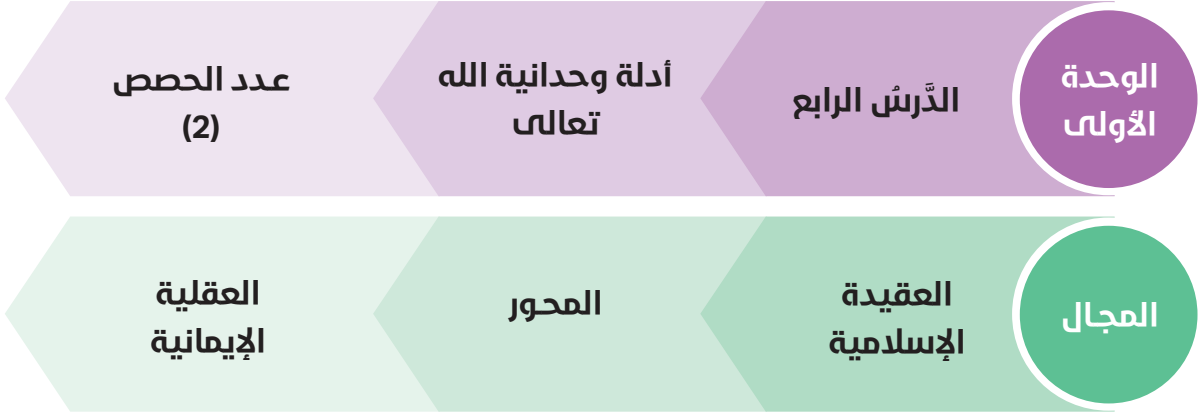 الوحدة
الأولى
الدَّرسُ الرابع
أدلة وحدانية الله
تعالى
عدد الحصص
(2)
المجال
العقيدة
الإسلامية
المحور
العقلية
الإيمانية